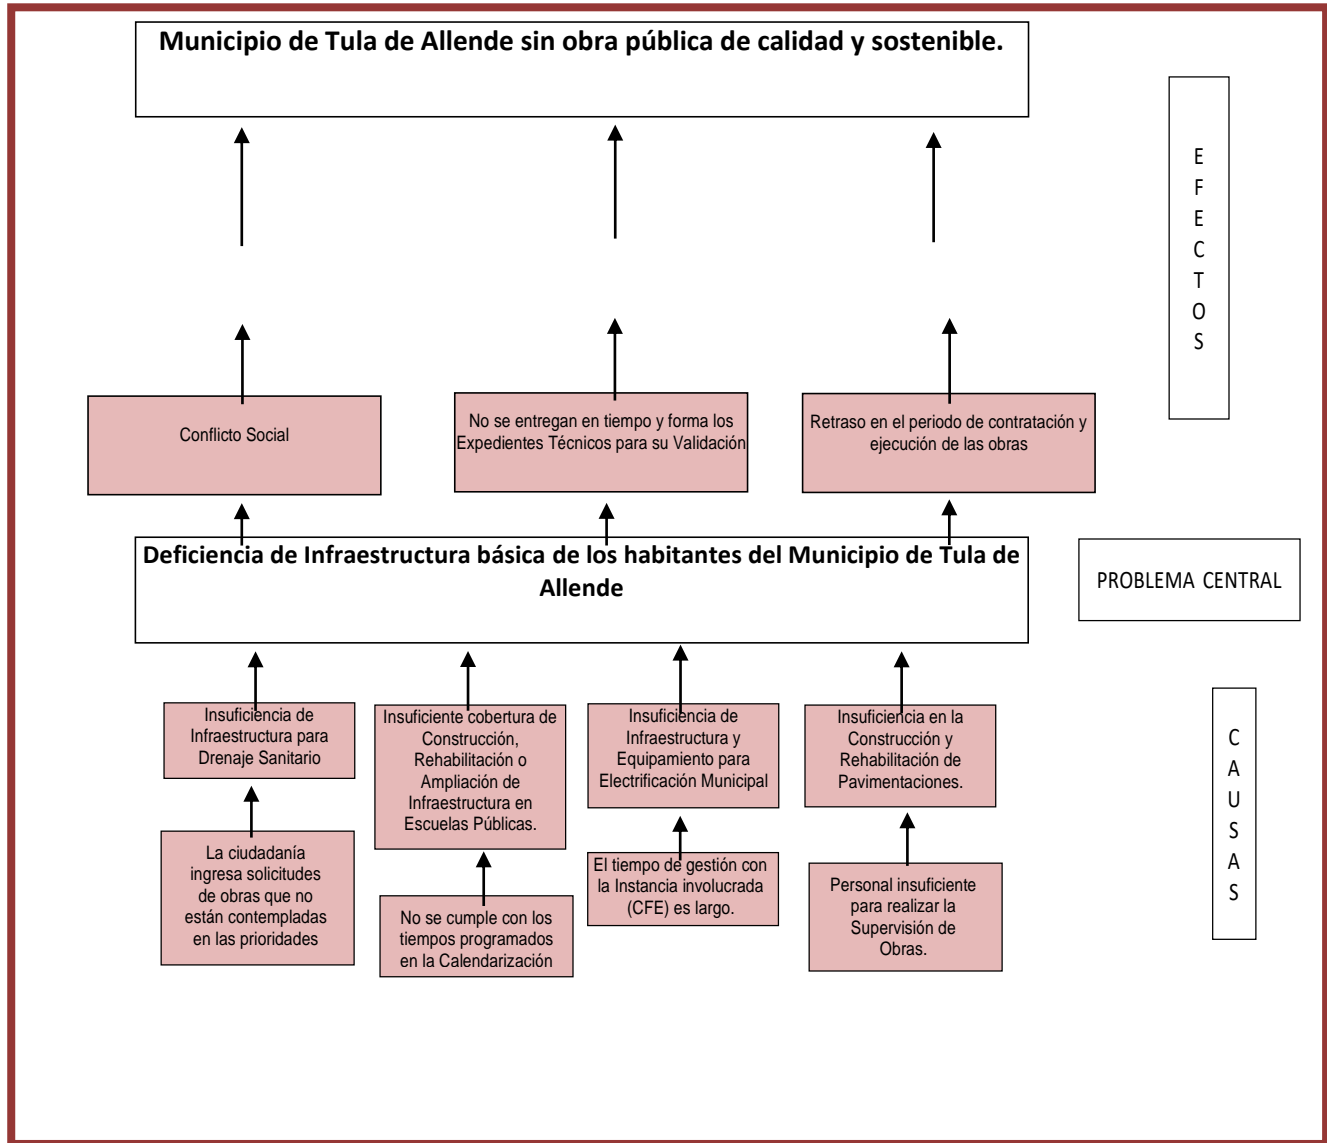 Municipio de Tula de Allende sin obra pública de calidad y sostenible.
E
F
E
C
T
O
S
Conflicto Social
No se entregan en tiempo y forma los
Expedientes Técnicos para su Validación
Retraso en el periodo de contratación y
ejecución de las obras
Deficiencia de Infraestructura básica de los habitantes del Municipio de Tula de
Allende
PROBLEMA CENTRAL
Insuficiencia de
Infraestructura para
Drenaje Sanitario
Insuficiente cobertura de
Construcción,
Rehabilitación o
Ampliación de
Infraestructura en
Escuelas Públicas.
Insuficiencia de
Infraestructura y
Equipamiento para
Electrificación Municipal
Insuficiencia en la
Construcción y
Rehabilitación de
Pavimentaciones.
C
A
U
S
A
S
La ciudadanía
ingresa solicitudes
de obras que no
están contempladas
en las prioridades
No se cumple con los
tiempos programados
en la Calendarización
El tiempo de gestión con
la Instancia involucrada
(CFE) es largo.
Personal insuficiente
para realizar la
Supervisión de
Obras.